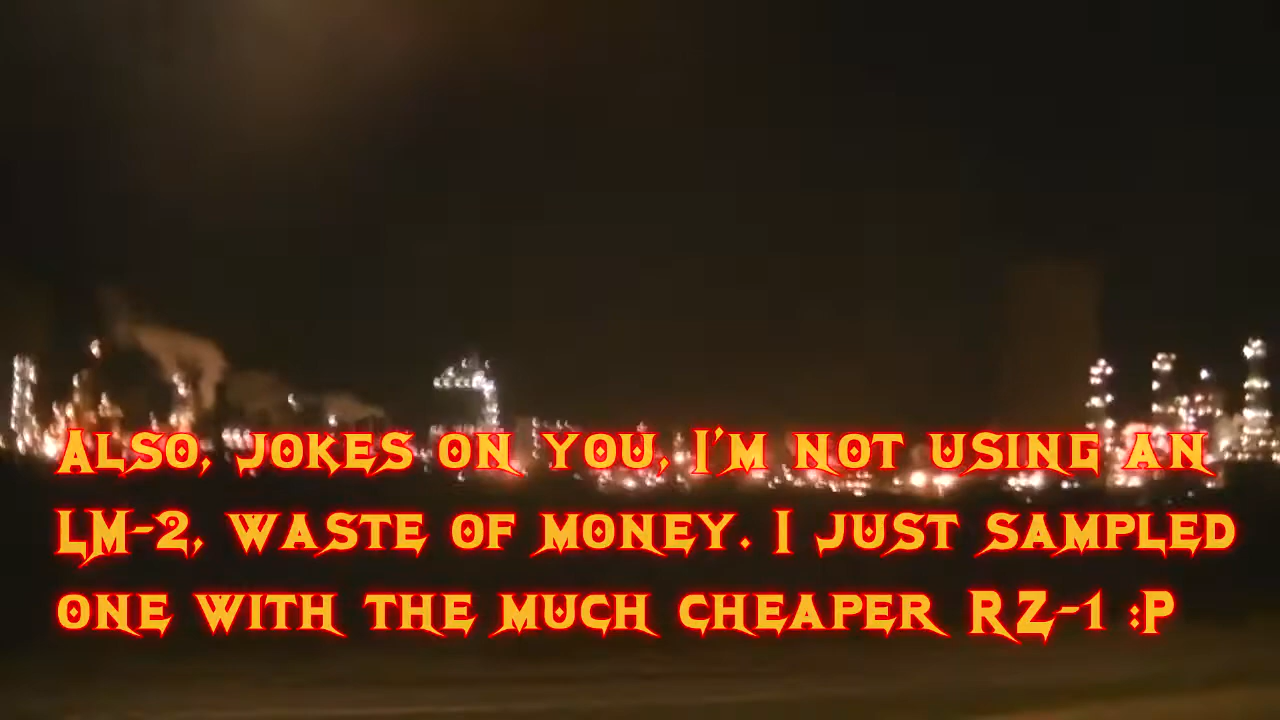 Also, jokes on you, I'm not using an
LM-2, waste of money. I just sampled
one with the much cheaper RZ-1 :P